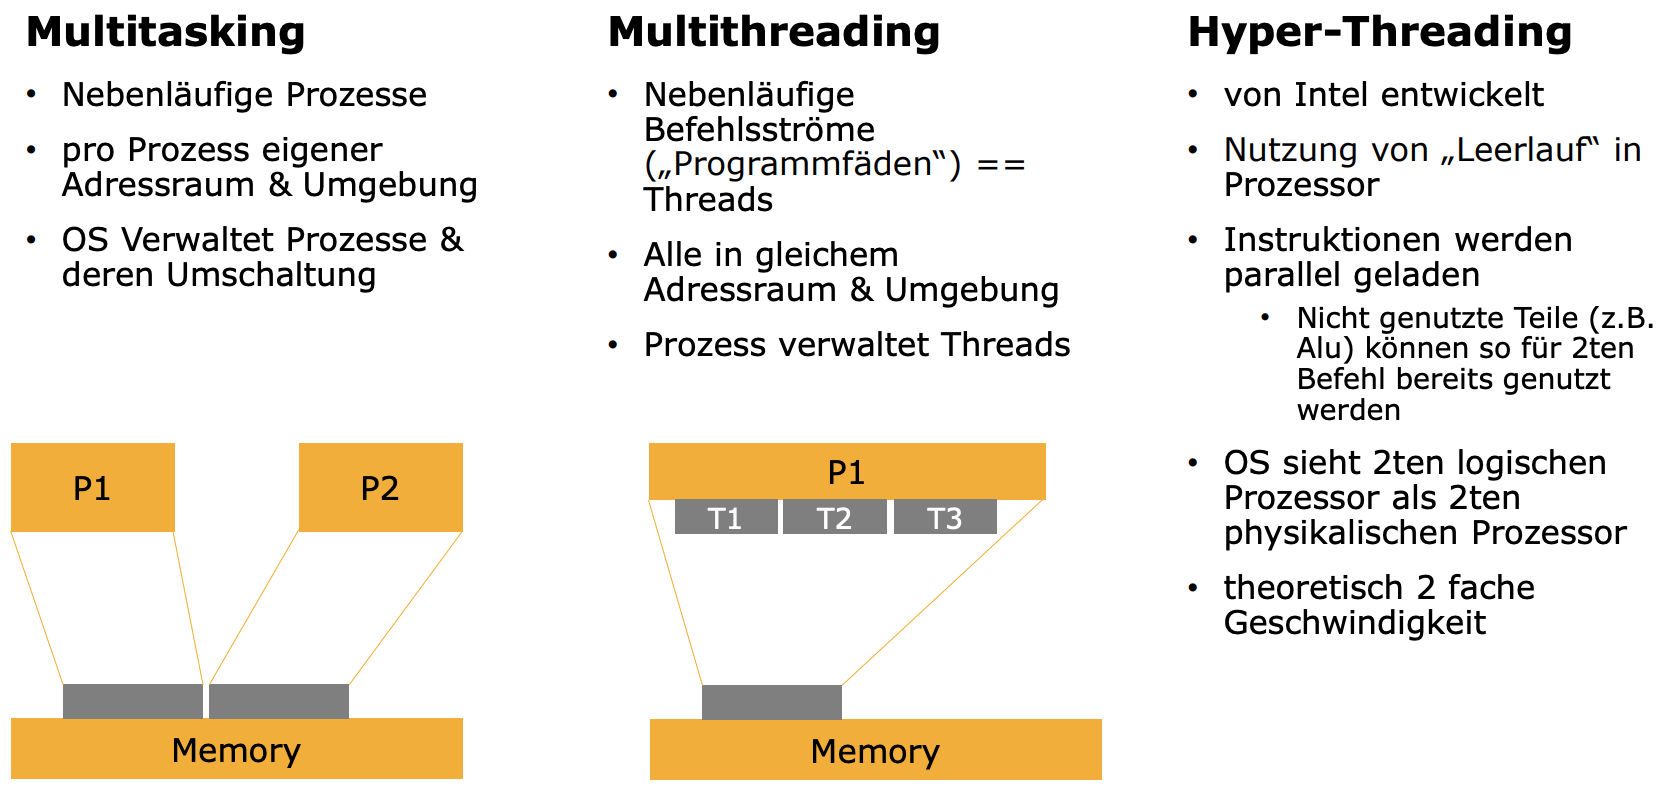 Multitasking
• Nebenläufige Prozesse
• pro Prozess eigener
Adressraum & Umgebung
• OS Verwaltet Prozesse &
deren Umschaltung
P1
P2
Memory
Multithreading
• Nebenläufige
Befehlsströme
(„Programmfäden“) ==
Threads
• Alle in gleichem
Adressraum & Umgebung
• Prozess verwaltet Threads
P1
T1
T2
T3
Memory
Hyper-Threading
• von Intel entwickelt
• Nutzung von „Leerlauf“ in
Prozessor
• Instruktionen werden
parallel geladen
• Nicht genutzte Teile (z.B.
Alu) können so für 2ten
Befehl bereits genutzt
werden
• OS sieht 2ten logischen
Prozessor als 2ten
physikalischen Prozessor
• theoretisch 2 fache
Geschwindigkeit